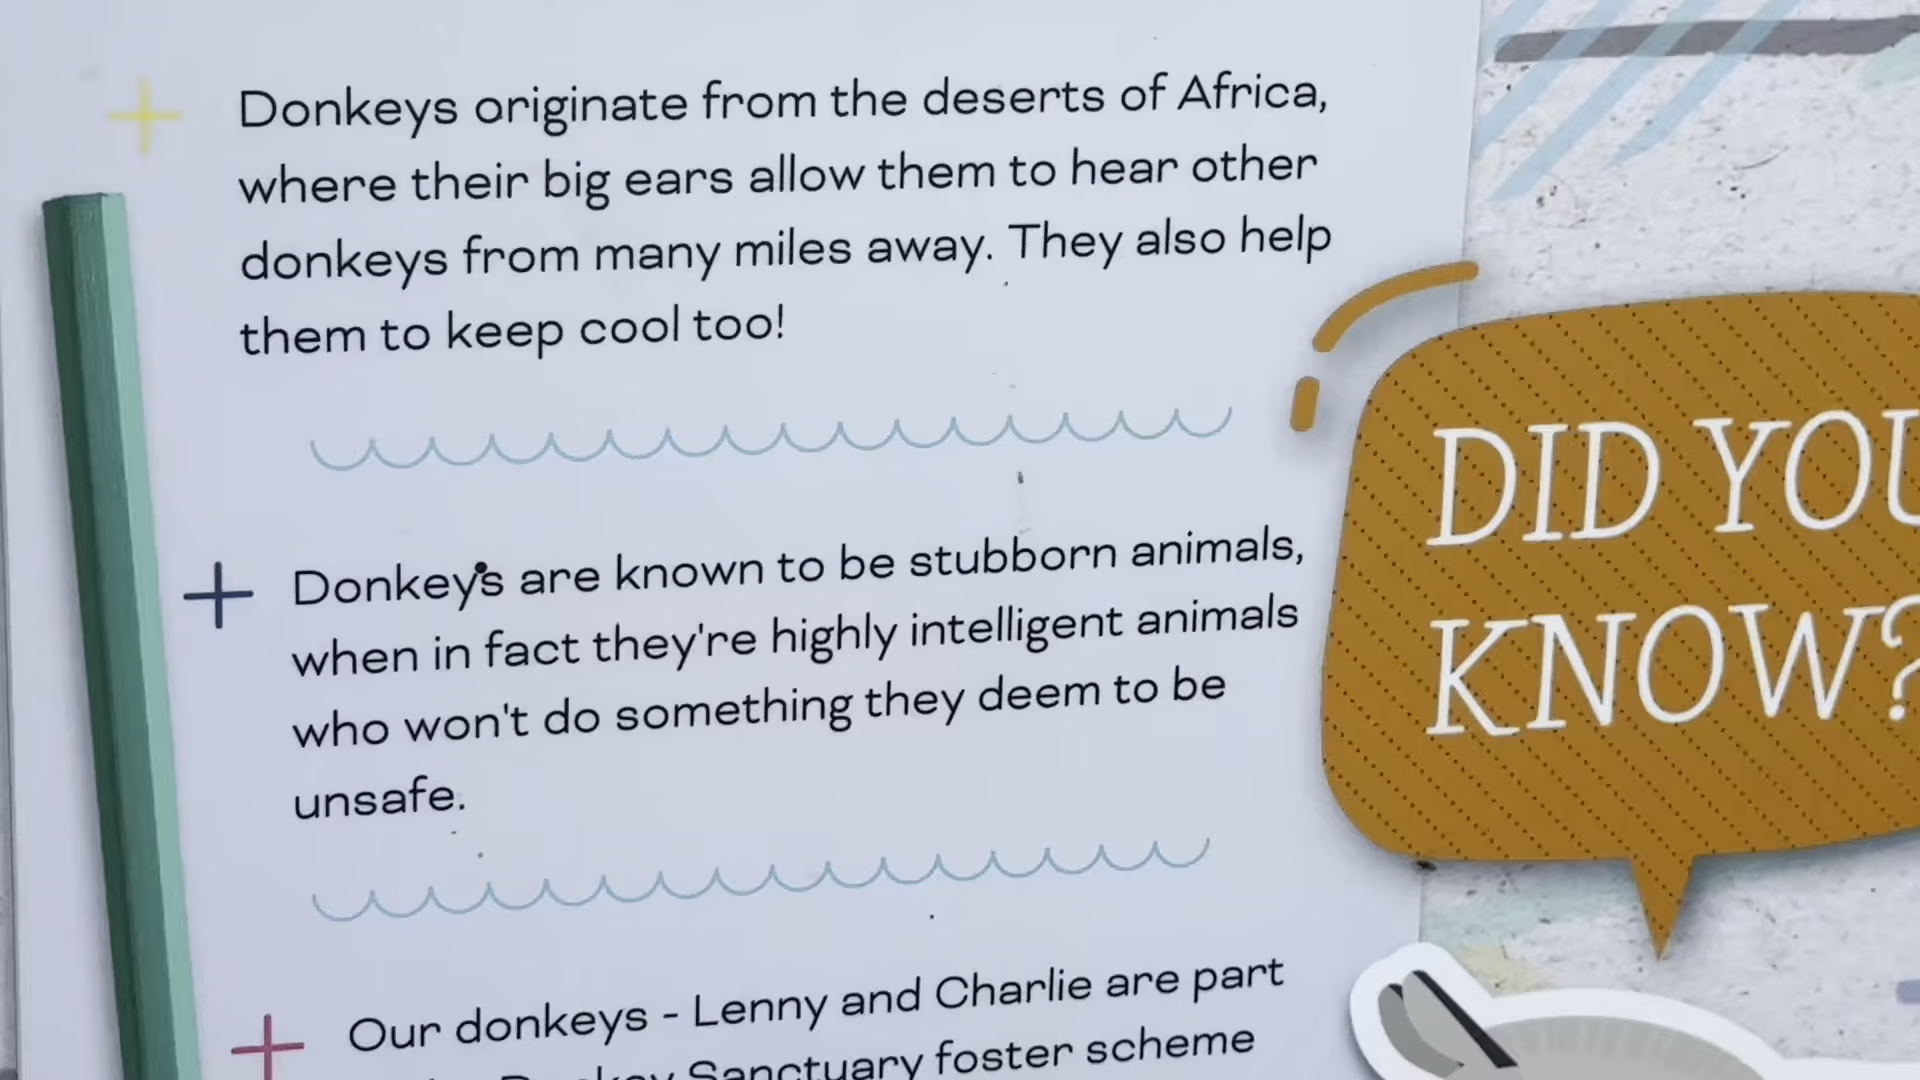 Donkeys originate from the deserts of Africa,
where their big ears allow them to hear other
donkeys from many miles away. They also help
them to keep cool too!
DID YOU
KNOW?
Donkeys are known to be stubborn animals,
when in fact they're highly intelligent animals
who won't do something they deem to be
unsafe.
Our donkeys - Lenny and Charlie are part
Donkey Sanctuary foster scheme